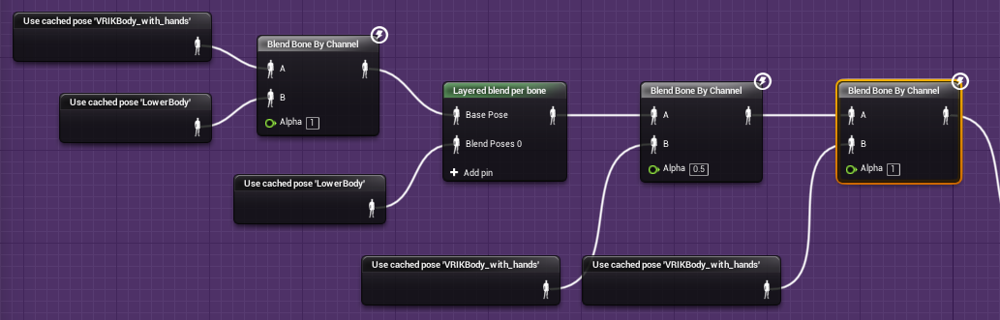 Use cached pose 'VRIKBody_with_hands'
Blend Bone By Channel
A
B
Alpha 1
Use cached pose 'LowerBody'
Layered blend per bone
Base Pose
Blend Poses 0
Add pin
Use cached pose 'LowerBody'
Blend Bone By Channel
A
B
Alpha 0.5
Blend Bone By Channel
A
B
Alpha 1
Use cached pose 'VRIKBody_with_hands'
Use cached pose 'VRIKBody_with_hands'